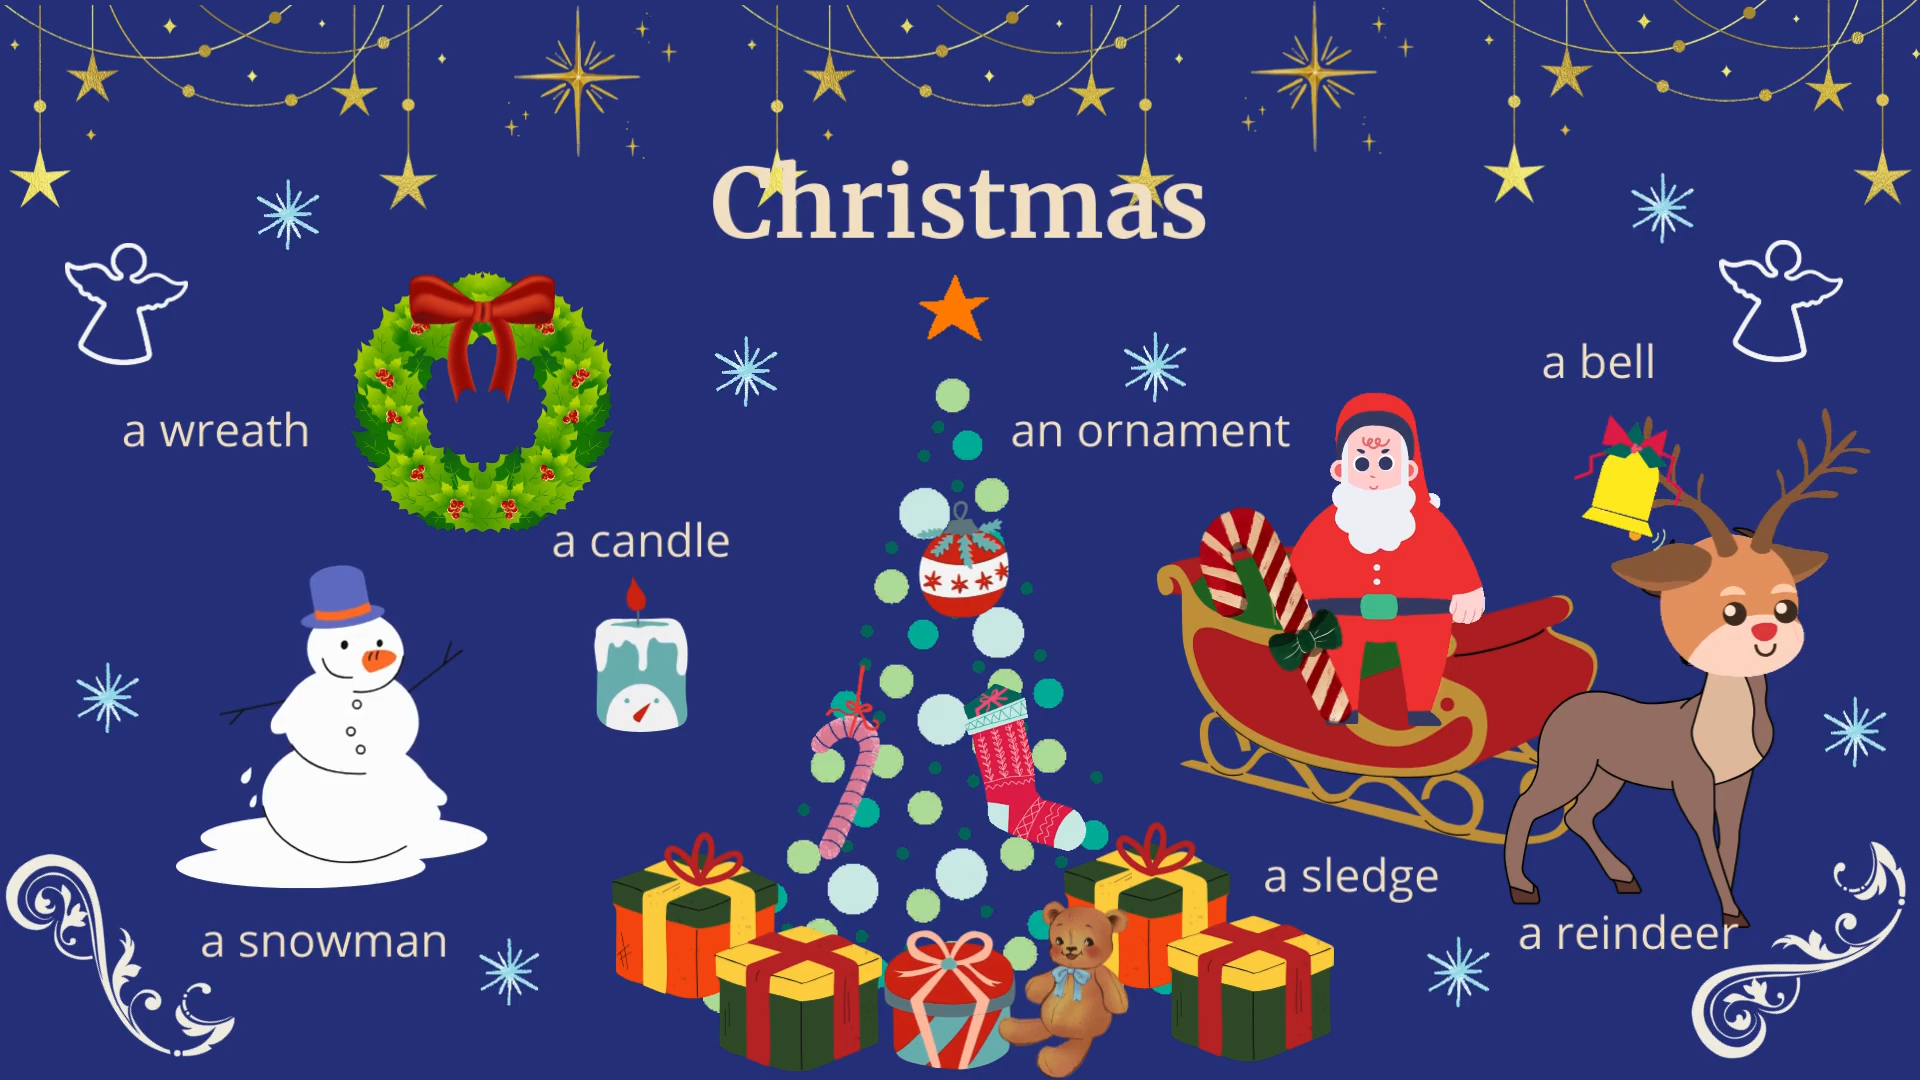 Christmas
a bell
a wreath
an ornament
a candle
a sledge
a snowman
a reindeer